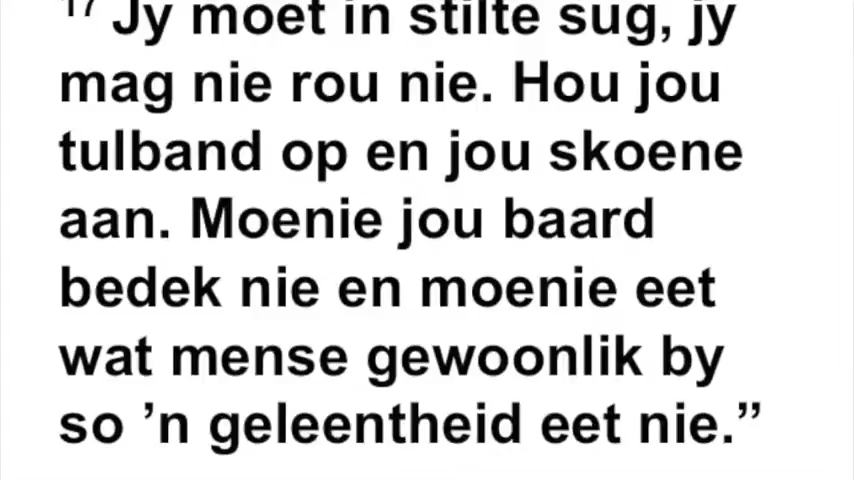 17 Jy moet in stilte sug, jy
mag nie rou nie. Hou jou
tulband op en jou skoene
aan. Moenie jou baard
bedek nie en moenie eet
wat mense gewoonlik by
so ’n geleentheid eet nie.”